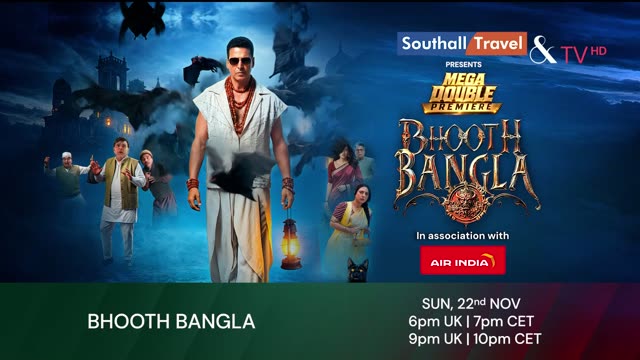 Southall Travel & TV HD
PRESENTS
MEGA
DOUBLE
PREMIERE
BHOOTH
BANGLA
In association with
AIR INDIA
BHOOTH BANGLA
SUN, 22nd NOV
6pm UK | 7pm CET
9pm UK | 10pm CET